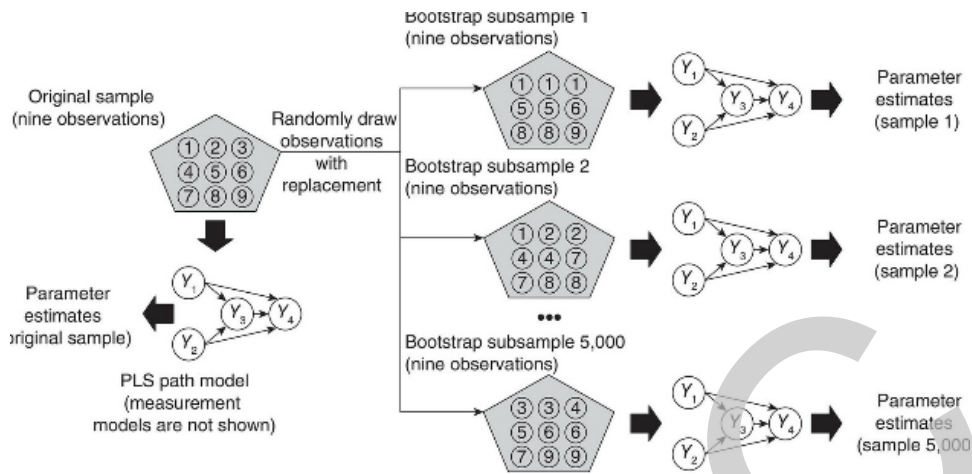 Bootstrap subsample 1
(nine observations)
Original sample
(nine observations)
1 2 3
4 5 6
7 8 9
Randomly draw
observations
with
replacement
1 1 1
5 5 6
8 8 9
Y1
Y2
Y3
Y4
Parameter
estimates
(sample 1)
Bootstrap subsample 2
(nine observations)
1 2 2
4 4 7
7 8 8
Y1
Y2
Y3
Y4
Parameter
estimates
(sample 2)
•••
Parameter
estimates
original sample)
Y1
Y2
Y3
Y4
PLS path model
(measurement
models are not shown)
Bootstrap subsample 5,000
(nine observations)
3 3 4
5 6 6
7 9 9
Y1
Y2
Y3
Y4
Parameter
estimates
(sample 5,000